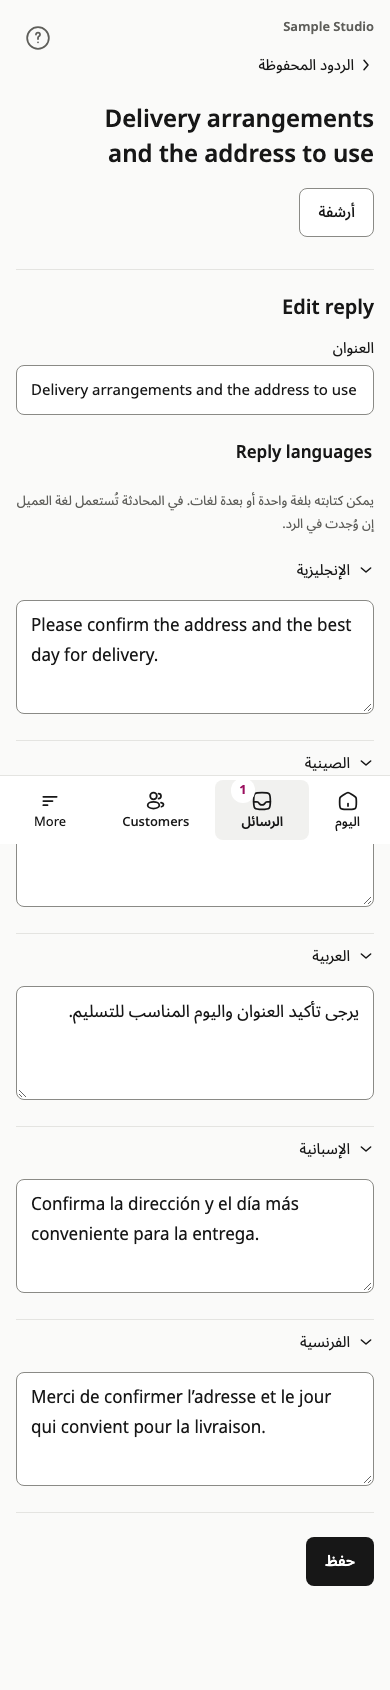 Sample Studio
الردود المحفوظة
Delivery arrangements
and the address to use
أرشفة
Edit reply
العنوان
Delivery arrangements and the address to use
Reply languages
يمكن كتابته بلغة واحدة أو بعدة لغات. في المحادثة تُستعمل لغة العميل
إن وُجدت في الرد.
الإنجليزية
Please confirm the address and the best
day for delivery.
الصينية
اليوم
الرسائل
1
Customers
More
العربية
يرجى تأكيد العنوان واليوم المناسب للتسليم.
الإسبانية
Confirma la dirección y el día más
conveniente para la entrega.
الفرنسية
Merci de confirmer l’adresse et le jour
qui convient pour la livraison.
حفظ